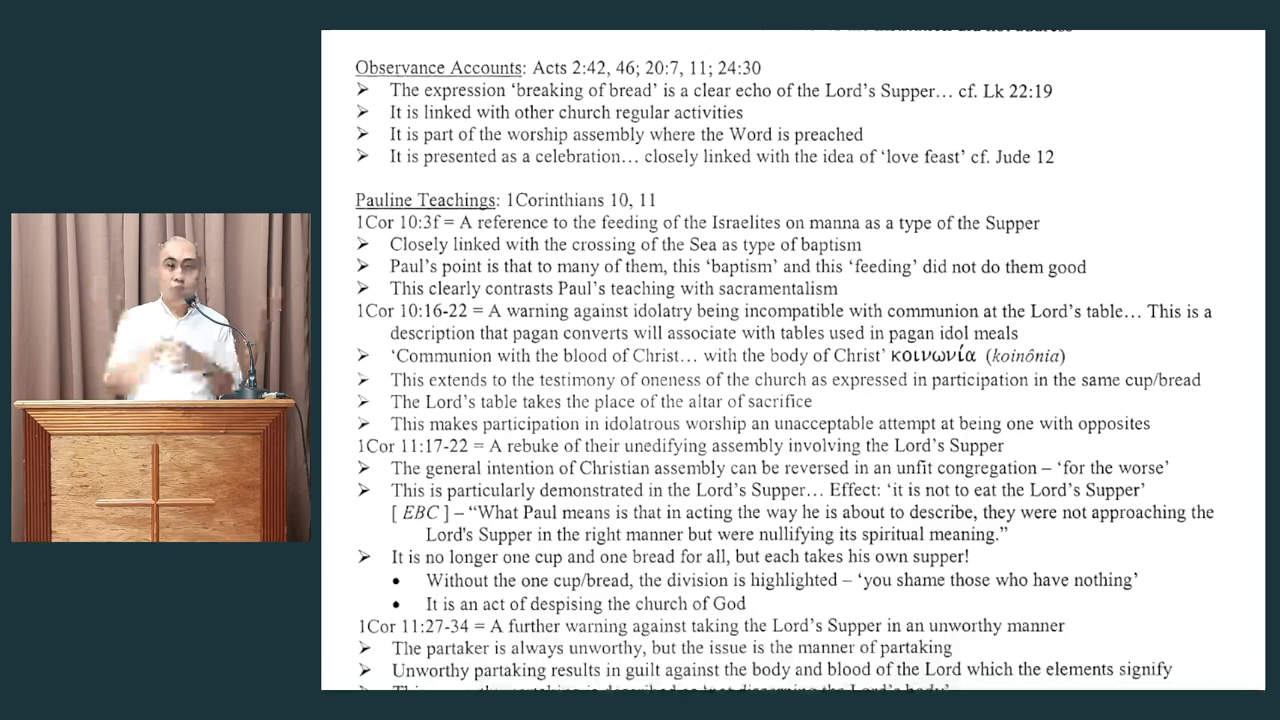 Observance Accounts: Acts 2:42, 46; 20:7, 11; 24:30
➢ The expression 'breaking of bread' is a clear echo of the Lord's Supper… cf. Lk 22:19
➢ It is linked with other church regular activities
➢ It is part of the worship assembly where the Word is preached
➢ It is presented as a celebration… closely linked with the idea of 'love feast' cf. Jude 12
Pauline Teachings: 1Corinthians 10, 11
1Cor 10:3f = A reference to the feeding of the Israelites on manna as a type of the Supper
➢ Closely linked with the crossing of the Sea as type of baptism
➢ Paul's point is that to many of them, this 'baptism' and this 'feeding' did not do them good
➢ This clearly contrasts Paul's teaching with sacramentalism
1Cor 10:16-22 = A warning against idolatry being incompatible with communion at the Lord's table… This is a
description that pagan converts will associate with tables used in pagan idol meals
➢ 'Communion with the blood of Christ… with the body of Christ' κοινωνία (koinônia)
➢ This extends to the testimony of oneness of the church as expressed in participation in the same cup/bread
➢ The Lord's table takes the place of the altar of sacrifice
➢ This makes participation in idolatrous worship an unacceptable attempt at being one with opposites
1Cor 11:17-22 = A rebuke of their unedifying assembly involving the Lord's Supper
➢ The general intention of Christian assembly can be reversed in an unfit congregation – 'for the worse'
➢ This is particularly demonstrated in the Lord's Supper… Effect: 'it is not to eat the Lord's Supper'
[ EBC ] – "What Paul means is that in acting the way he is about to describe, they were not approaching the
Lord's Supper in the right manner but were nullifying its spiritual meaning."
➢ It is no longer one cup and one bread for all, but each takes his own supper!
• Without the one cup/bread, the division is highlighted – 'you shame those who have nothing'
• It is an act of despising the church of God
1Cor 11:27-34 = A further warning against taking the Lord's Supper in an unworthy manner
➢ The partaker is always unworthy, but the issue is the manner of partaking
➢ Unworthy partaking results in guilt against the body and blood of the Lord which the elements signify